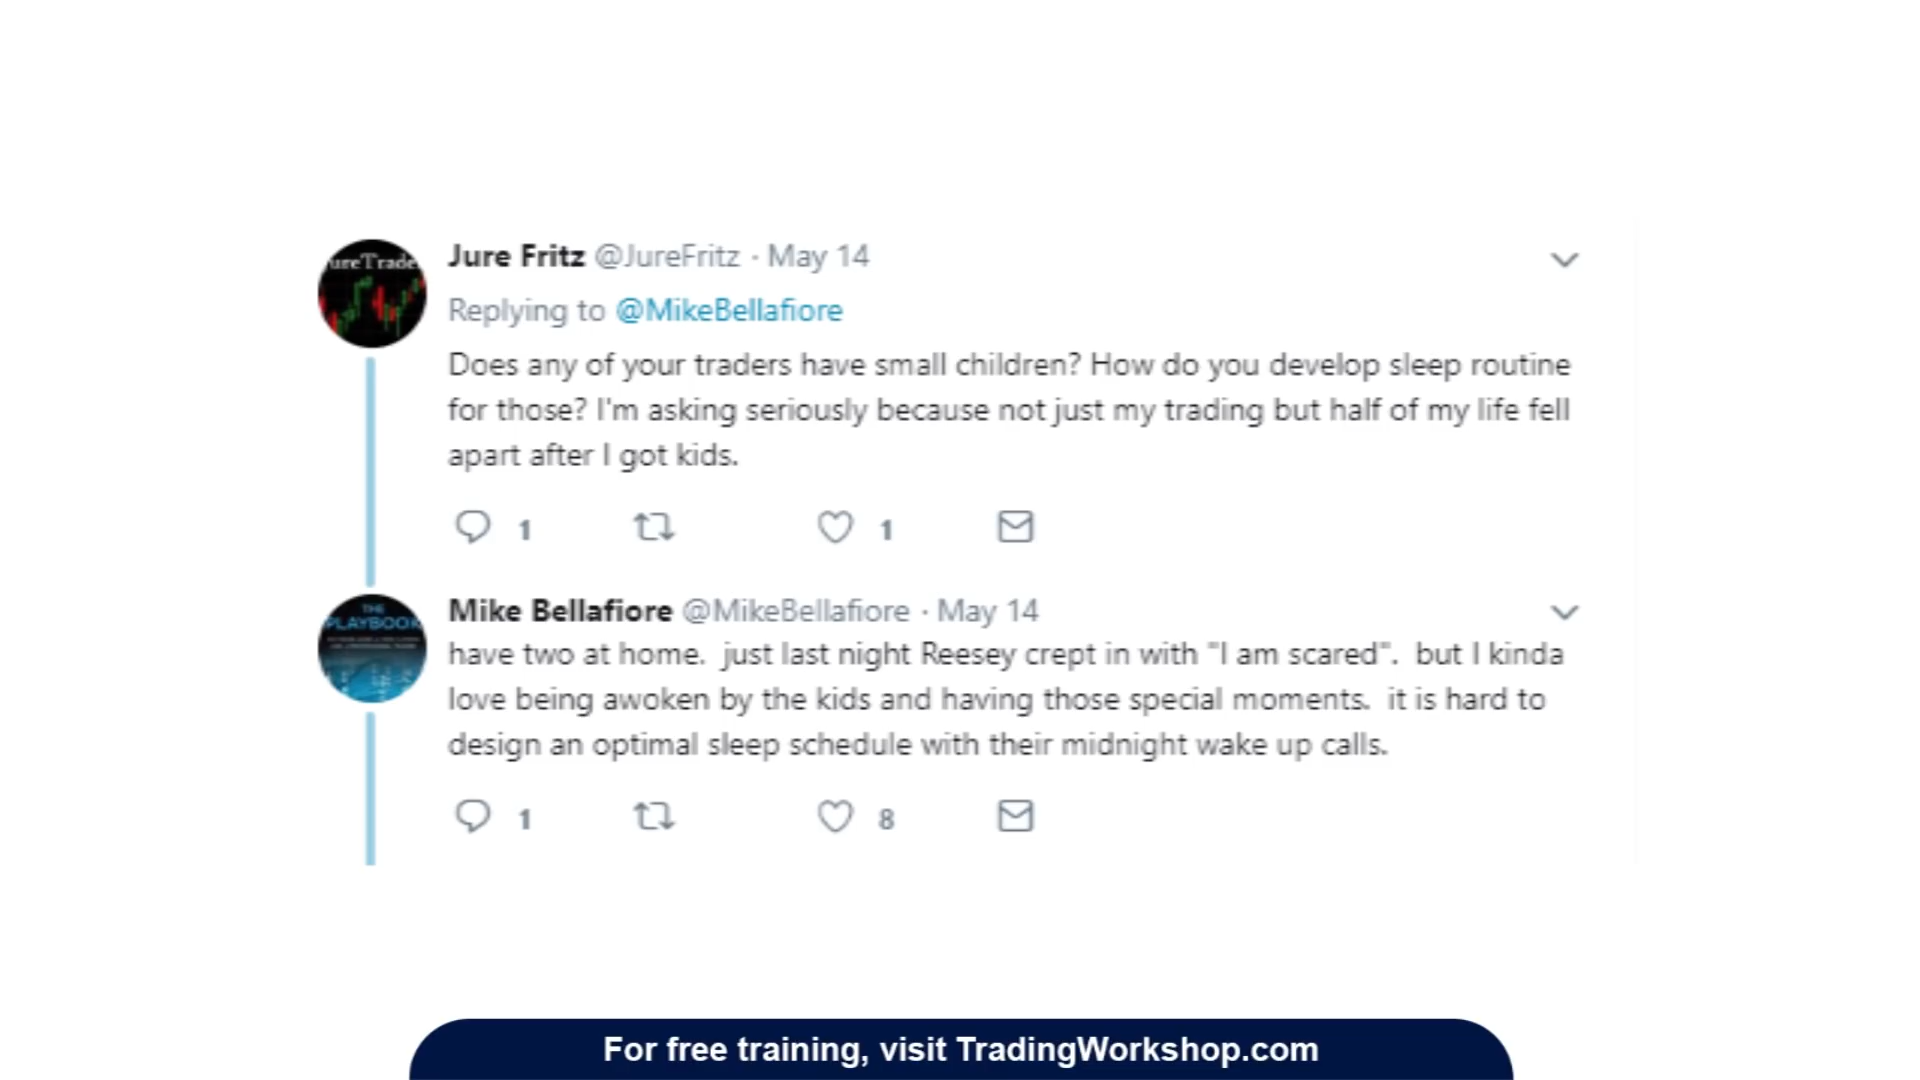 ureTrade
Jure Fritz @JureFritz · May 14
Replying to @MikeBellafiore
Does any of your traders have small children? How do you develop sleep routine
for those? I'm asking seriously because not just my trading but half of my life fell
apart after I got kids.
1 1
THE
PLAYBOOK
Mike Bellafiore @MikeBellafiore · May 14
have two at home.  just last night Reesey crept in with "I am scared".  but I kinda
love being awoken by the kids and having those special moments.  it is hard to
design an optimal sleep schedule with their midnight wake up calls.
1 8
For free training, visit TradingWorkshop.com